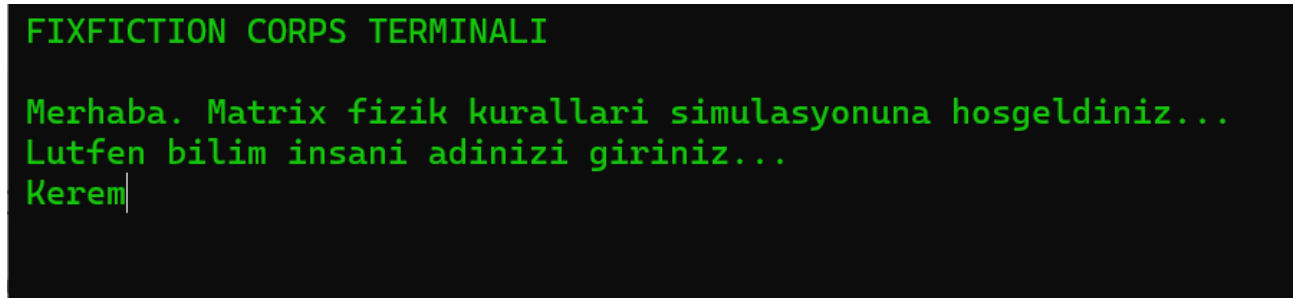 FIXFICTION CORPS TERMINALI
Merhaba. Matrix fizik kurallari simulasyonuna hosgeldiniz...
Lutfen bilim insani adinizi giriniz...
Kerem